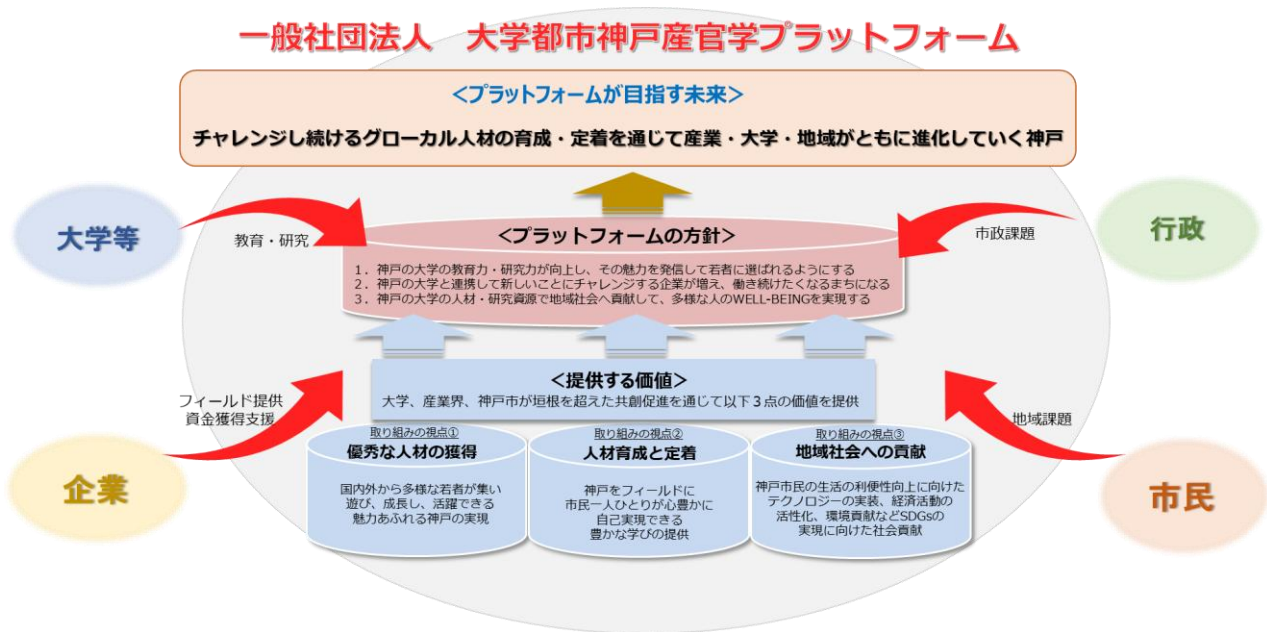 一般社団法人 大学都市神戸産官学プラットフォーム
<プラットフォームが目指す未来>
チャレンジし続けるグローカル人材の育成・定着を通じて産業・大学・地域がともに進化していく神戸
大学等
教育・研究
行政
市政課題
<プラットフォームの方針>
1．神戸の大学の教育力・研究力が向上し、その魅力を発信して若者に選ばれるようにする
2．神戸の大学と連携して新しいことにチャレンジする企業が増え、働き続けたくなるまちになる
3．神戸の大学の人材・研究資源で地域社会へ貢献して、多様な人のWELL-BEINGを実現する
フィールド提供
資金獲得支援
企業
地域課題
市民
<提供する価値>
大学、産業界、神戸市が垣根を超えた共創促進を通じて以下３点の価値を提供
取り組みの視点①
優秀な人材の獲得
国内外から多様な若者が集い
遊び、成長し、活躍できる
魅力あふれる神戸の実現
取り組みの視点②
人材育成と定着
神戸をフィールドに
市民一人ひとりが心豊かに
自己実現できる
豊かな学びの提供
取り組みの視点③
地域社会への貢献
神戸市民の生活の利便性向上に向けた
テクノロジーの実装、経済活動の
活性化、環境貢献などSDGsの
実現に向けた社会貢献